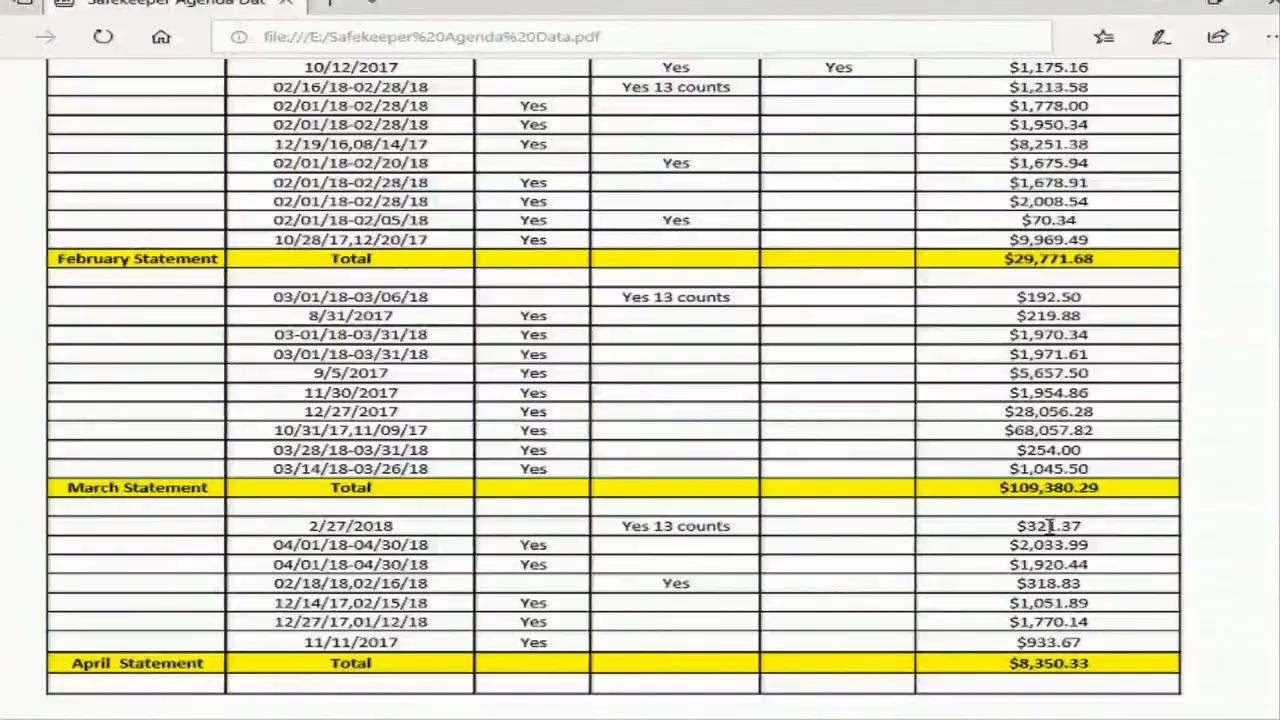 Safekeeper Agenda Dat
file:///E:/Safekeeper%20Agenda%20Data.pdf
10/12/2017 Yes Yes $1,175.16
02/16/18-02/28/18 Yes 13 counts $1,213.58
02/01/18-02/28/18 Yes $1,778.00
02/01/18-02/28/18 Yes $1,950.34
12/19/16,08/14/17 Yes $8,251.38
02/01/18-02/20/18 Yes $1,675.94
02/01/18-02/28/18 Yes $1,678.91
02/01/18-02/28/18 Yes $2,008.54
02/01/18-02/05/18 Yes Yes $70.34
10/28/17,12/20/17 Yes $9,969.49
February Statement Total $29,771.68
03/01/18-03/06/18 Yes 13 counts $192.50
8/31/2017 Yes $219.88
03-01/18-03/31/18 Yes $1,970.34
03/01/18-03/31/18 Yes $1,971.61
9/5/2017 Yes $5,657.50
11/30/2017 Yes $1,954.86
12/27/2017 Yes $28,056.28
10/31/17,11/09/17 Yes $68,057.82
03/28/18-03/31/18 Yes $254.00
03/14/18-03/26/18 Yes $1,045.50
March Statement Total $109,380.29
2/27/2018 Yes 13 counts $321.37
04/01/18-04/30/18 Yes $2,033.99
04/01/18-04/30/18 Yes $1,920.44
02/18/18,02/16/18 Yes $318.83
12/14/17,02/15/18 Yes $1,051.89
12/27/17,01/12/18 Yes $1,770.14
11/11/2017 Yes $933.67
April Statement Total $8,350.33